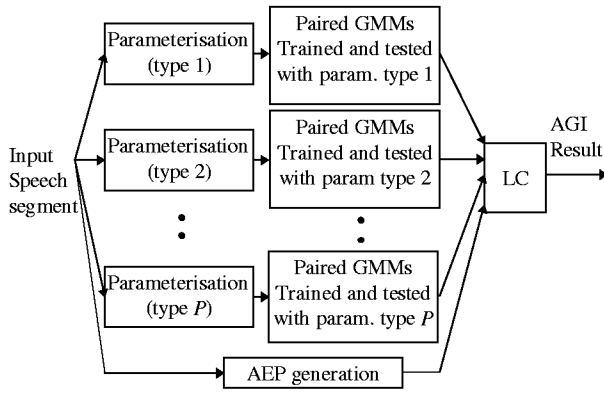 Input
Speech
segment
Parameterisation
(type 1)
Paired GMMs
Trained and tested
with param. type 1
Parameterisation
(type 2)
Paired GMMs
Trained and tested
with param type 2
Parameterisation
(type P)
Paired GMMs
Trained and tested
with param. type P
AEP generation
LC
AGI
Result